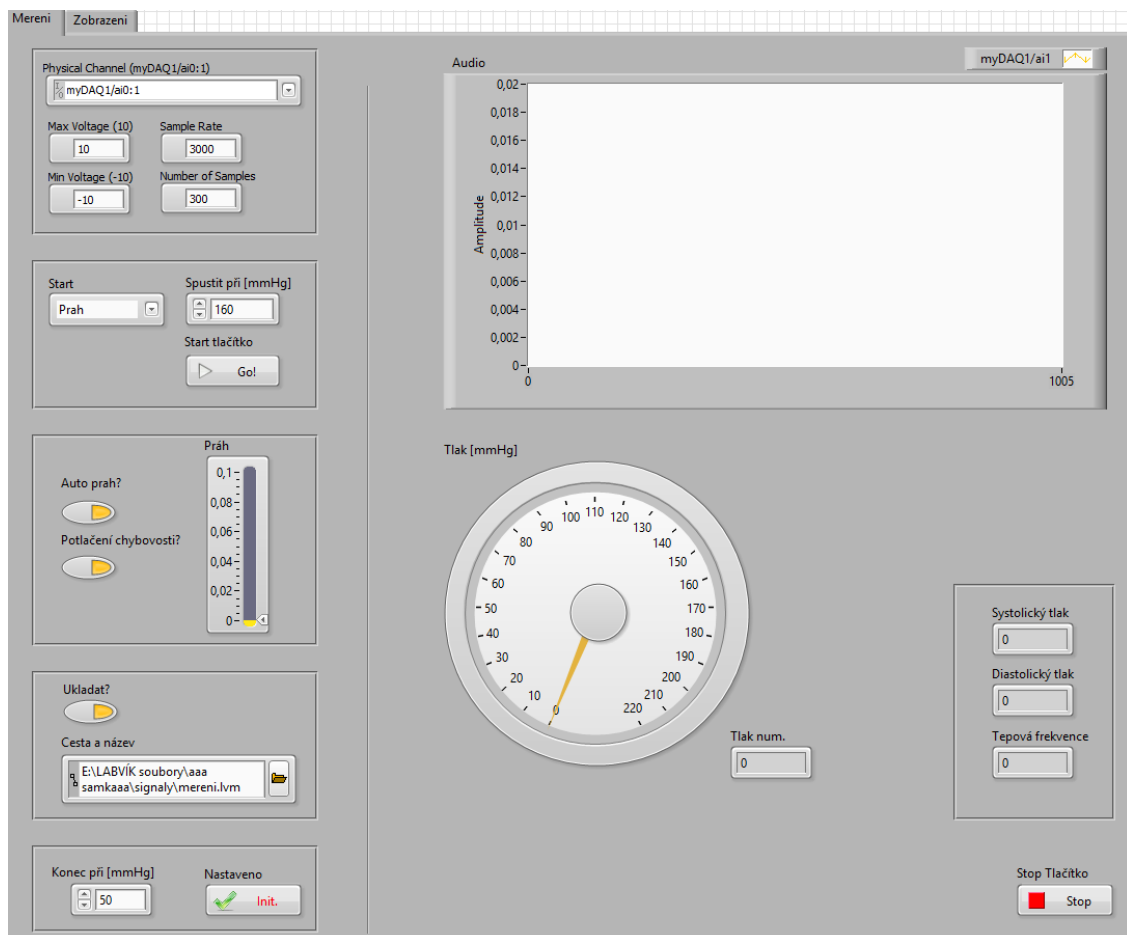 Mereni
Zobrazeni
Physical Channel (myDAQ1/ai0:1)
myDAQ1/ai0:1
Max Voltage (10)
Sample Rate
10
3000
Min Voltage (-10)
Number of Samples
-10
300
Start
Spustit při [mmHg]
Prah
160
Start tlačítko
Go!
Práh
Auto prah?
Potlačení chybovosti?
0,1
0,08
0,06
0,04
0,02
0
Ukladat?
Cesta a název
E:\LABVÍK soubory\aaa
samkaaa\signaly\mereni.lvm
Konec při [mmHg]
Nastaveno
50
Init.
Audio
myDAQ1/ai1
Amplitude
0,02
0,018
0,016
0,014
0,012
0,01
0,008
0,006
0,004
0,002
0
0
1005
Tlak [mmHg]
0
10
20
30
40
50
60
70
80
90
100
110
120
130
140
150
160
170
180
190
200
210
220
Tlak num.
0
Systolický tlak
0
Diastolický tlak
0
Tepová frekvence
0
Stop Tlačítko
Stop